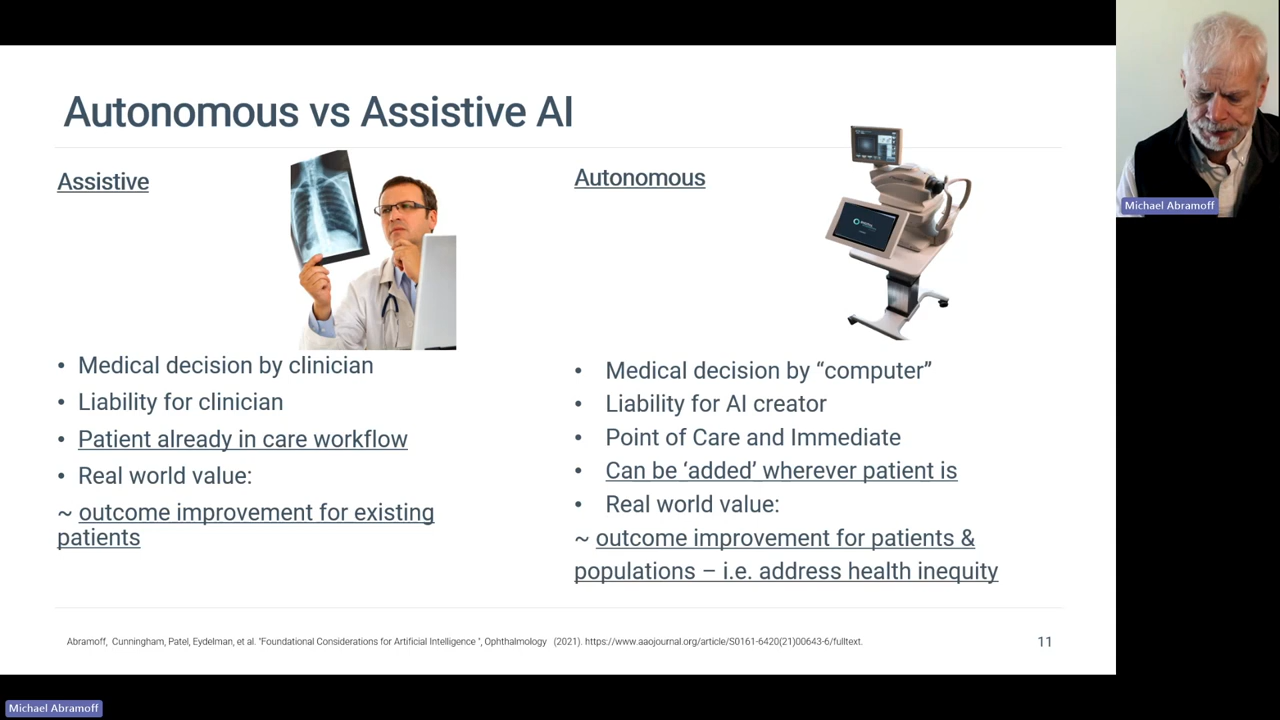 Autonomous vs Assistive AI
Assistive
• Medical decision by clinician
• Liability for clinician
• Patient already in care workflow
• Real world value:
~ outcome improvement for existing
patients
Autonomous
• Medical decision by “computer”
• Liability for AI creator
• Point of Care and Immediate
• Can be ‘added’ wherever patient is
• Real world value:
~ outcome improvement for patients &
populations – i.e. address health inequity
Abramoff, Cunningham, Patel, Eydelman, et al. "Foundational Considerations for Artificial Intelligence ", Ophthalmology (2021). https://www.aaojournal.org/article/S0161-6420(21)00643-6/fulltext.
11
Michael Abramoff
Michael Abramoff